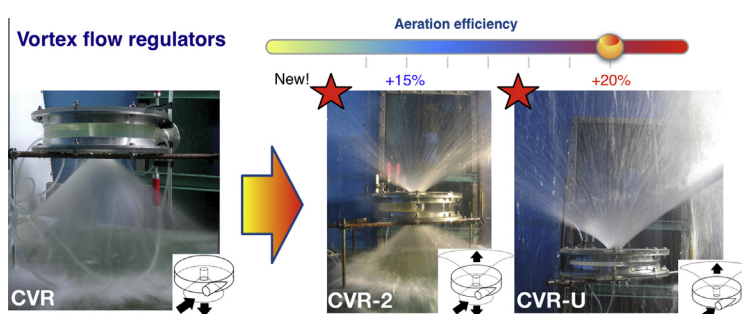 Vortex flow regulators
Aeration efficiency
New!
+15%
+20%
CVR
CVR-2
CVR-U